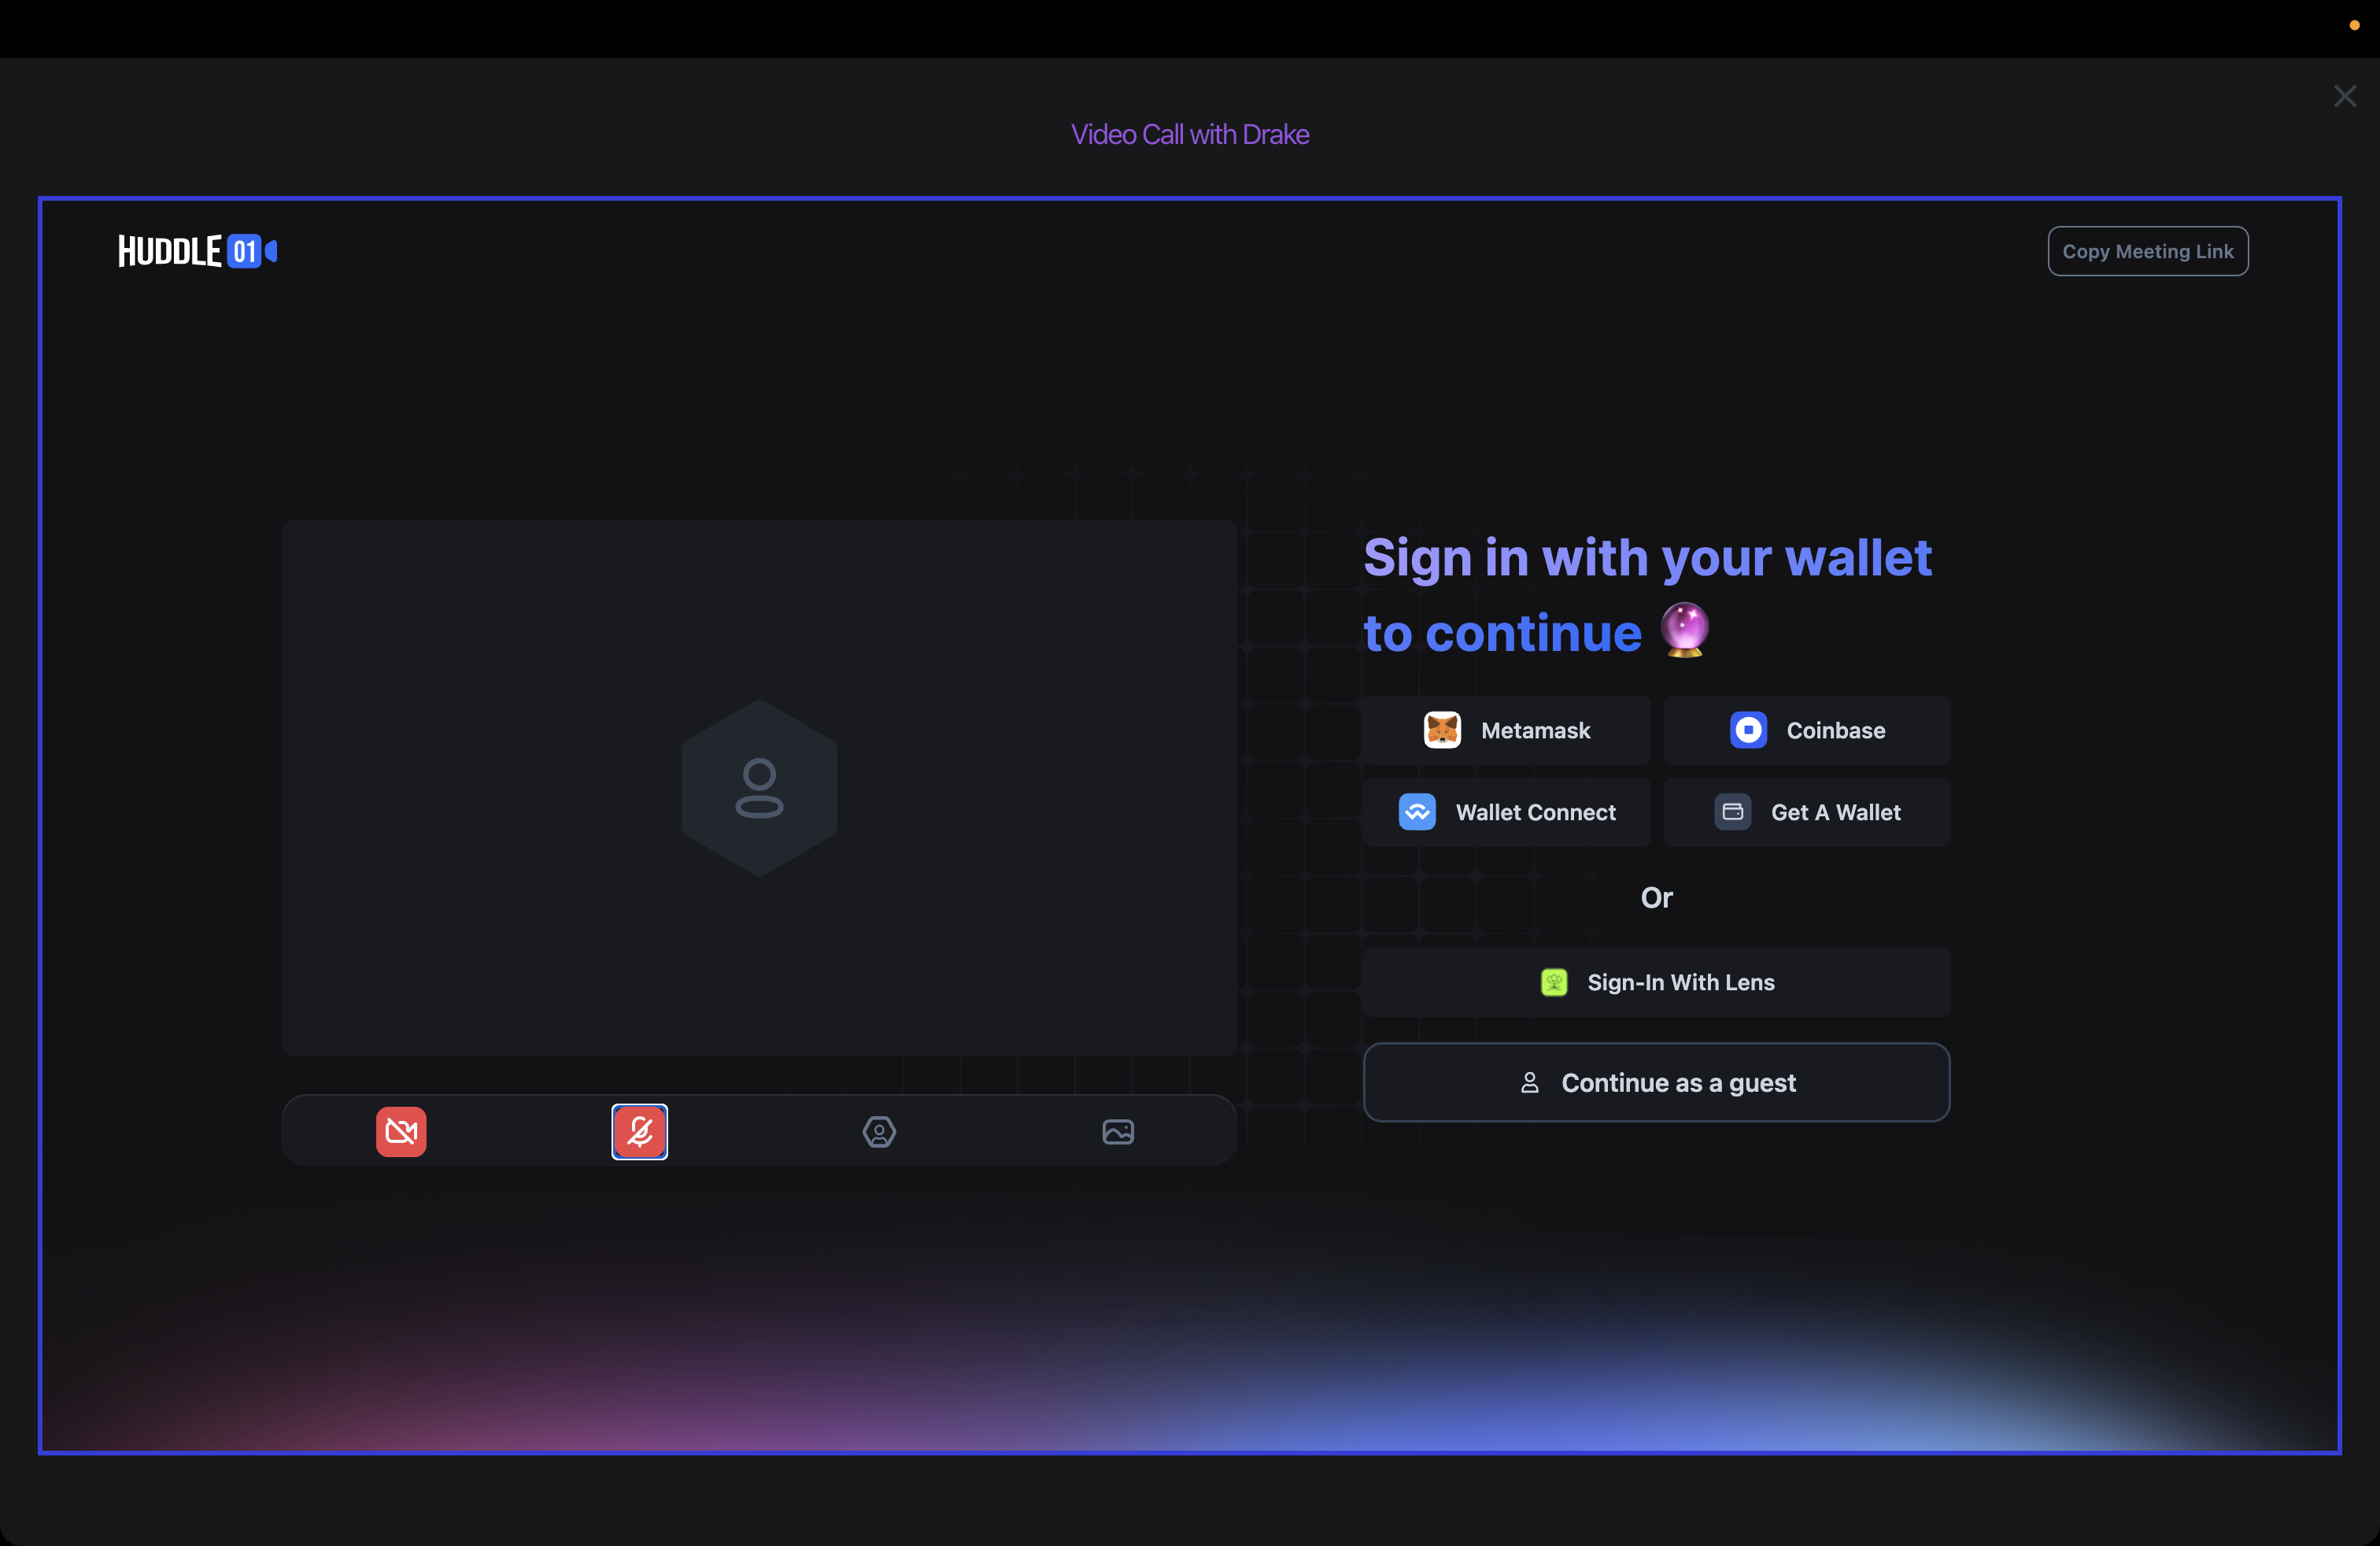 Video Call with Drake
HUDDLE 01
Copy Meeting Link
Sign in with your wallet
to continue 🔮
Metamask
Coinbase
Wallet Connect
Get A Wallet
Or
Sign-In With Lens
Continue as a guest